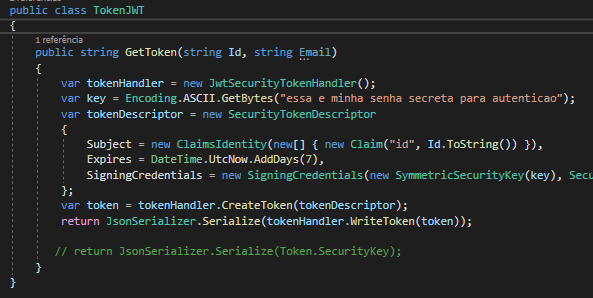 public class TokenJWT
{
1 referência
public string GetToken(string Id, string Email)
{
var tokenHandler = new JwtSecurityTokenHandler();
var key = Encoding.ASCII.GetBytes("essa e minha senha secreta para autenticao");
var tokenDescriptor = new SecurityTokenDescriptor
{
Subject = new ClaimsIdentity(new[] { new Claim("id", Id.ToString()) }),
Expires = DateTime.UtcNow.AddDays(7),
SigningCredentials = new SigningCredentials(new SymmetricSecurityKey(key), Secu
};
var token = tokenHandler.CreateToken(tokenDescriptor);
return JsonSerializer.Serialize(tokenHandler.WriteToken(token));
// return JsonSerializer.Serialize(Token.SecurityKey);
}
}